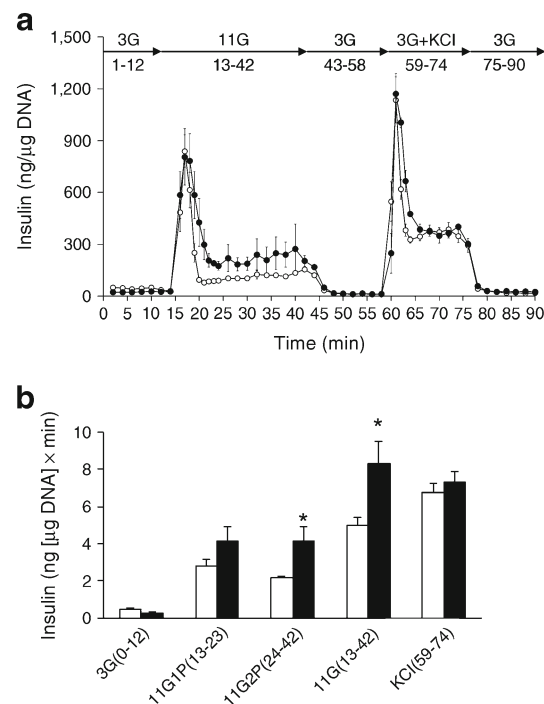 a
3G 11G 3G 3G+KCl 3G
1-12 13-42 43-58 59-74 75-90
1,500
1,200
900
600
300
0
Insulin (ng/μg DNA)
0 5 10 15 20 25 30 35 40 45 50 55 60 65 70 75 80 85 90
Time (min)
b
10
8
6
4
2
0
Insulin (ng [μg DNA] × min)
* *
3G(0-12)
11G1P(13-23)
11G2P(24-42)
11G(13-42)
KCl(59-74)